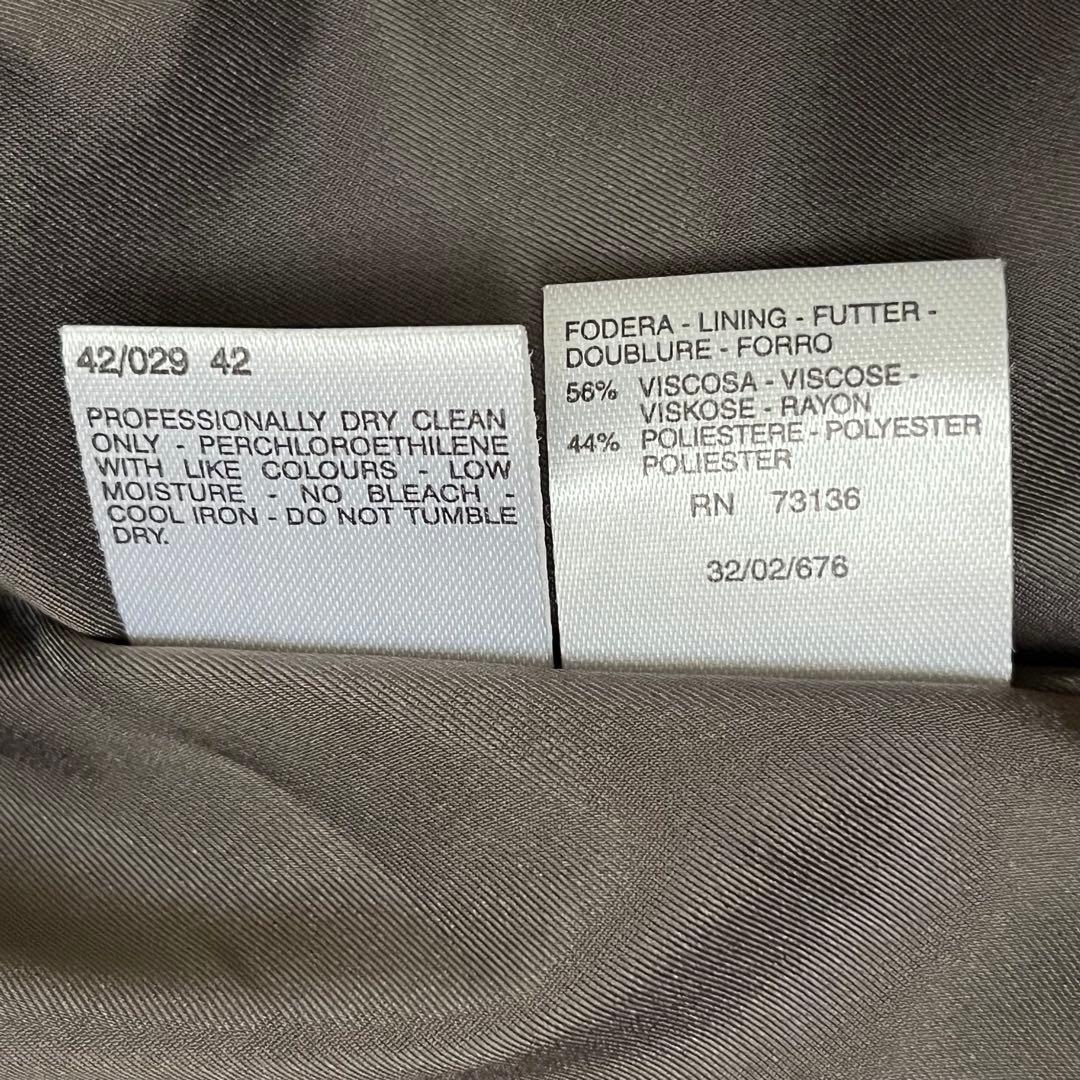 42/029 42
PROFESSIONALLY DRY CLEAN
ONLY - PERCHLOROETHILENE
WITH LIKE COLOURS - LOW
MOISTURE - NO BLEACH -
COOL IRON - DO NOT TUMBLE
DRY.
FODERA - LINING - FUTTER -
DOUBLURE - FORRO
56% VISCOSA - VISCOSE -
VISKOSE - RAYON
44% POLIESTERE - POLYESTER
POLIESTER
RN 73136
32/02/676